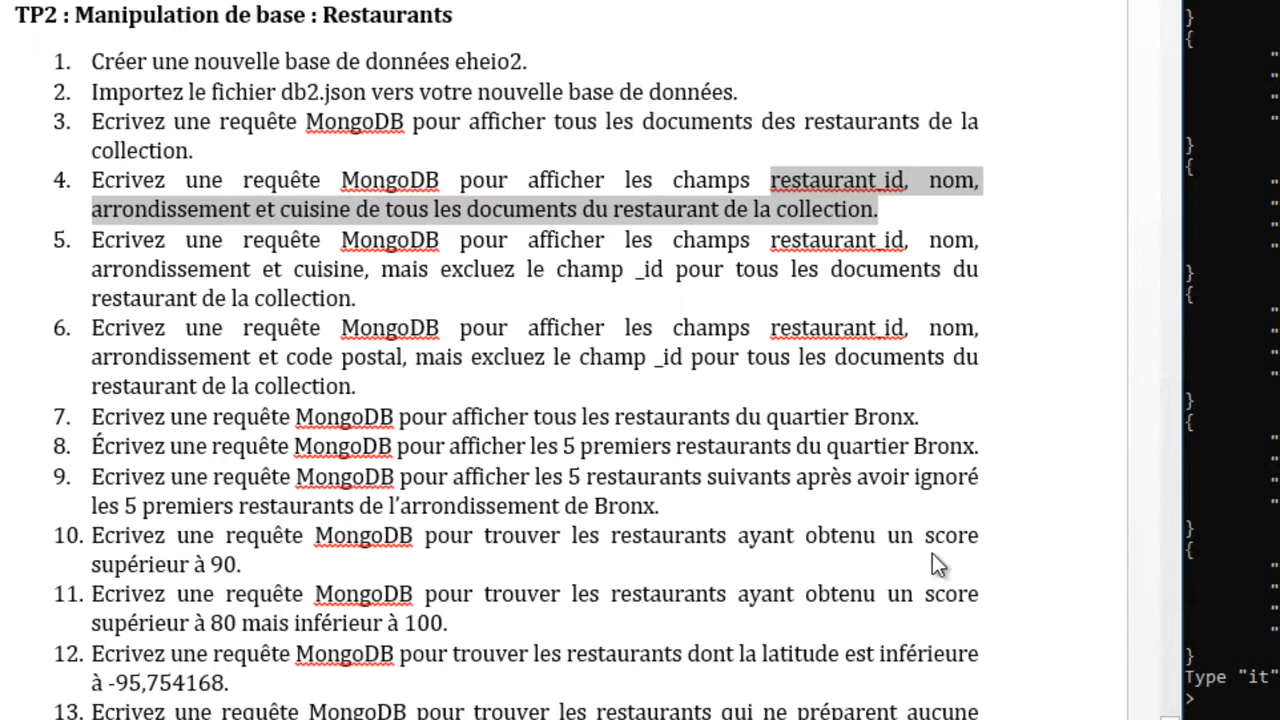 TP2 : Manipulation de base : Restaurants
1. Créer une nouvelle base de données eheio2.
2. Importez le fichier db2.json vers votre nouvelle base de données.
3. Ecrivez une requête MongoDB pour afficher tous les documents des restaurants de la
collection.
4. Ecrivez une requête MongoDB pour afficher les champs restaurant_id, nom,
arrondissement et cuisine de tous les documents du restaurant de la collection.
5. Ecrivez une requête MongoDB pour afficher les champs restaurant_id, nom,
arrondissement et cuisine, mais excluez le champ _id pour tous les documents du
restaurant de la collection.
6. Ecrivez une requête MongoDB pour afficher les champs restaurant_id, nom,
arrondissement et code postal, mais excluez le champ _id pour tous les documents du
restaurant de la collection.
7. Ecrivez une requête MongoDB pour afficher tous les restaurants du quartier Bronx.
8. Écrivez une requête MongoDB pour afficher les 5 premiers restaurants du quartier Bronx.
9. Ecrivez une requête MongoDB pour afficher les 5 restaurants suivants après avoir ignoré
les 5 premiers restaurants de l’arrondissement de Bronx.
10. Ecrivez une requête MongoDB pour trouver les restaurants ayant obtenu un score
supérieur à 90.
11. Ecrivez une requête MongoDB pour trouver les restaurants ayant obtenu un score
supérieur à 80 mais inférieur à 100.
12. Ecrivez une requête MongoDB pour trouver les restaurants dont la latitude est inférieure
à -95,754168.
13. Ecrivez une requête MongoDB pour trouver les restaurants qui ne préparent aucune
}
{
"
"
"
"
}
{
"
"
"
"
}
{
"
"
"
"
}
{
"
"
"
"
}
{
"
"
"
"
}
Type "it"
>